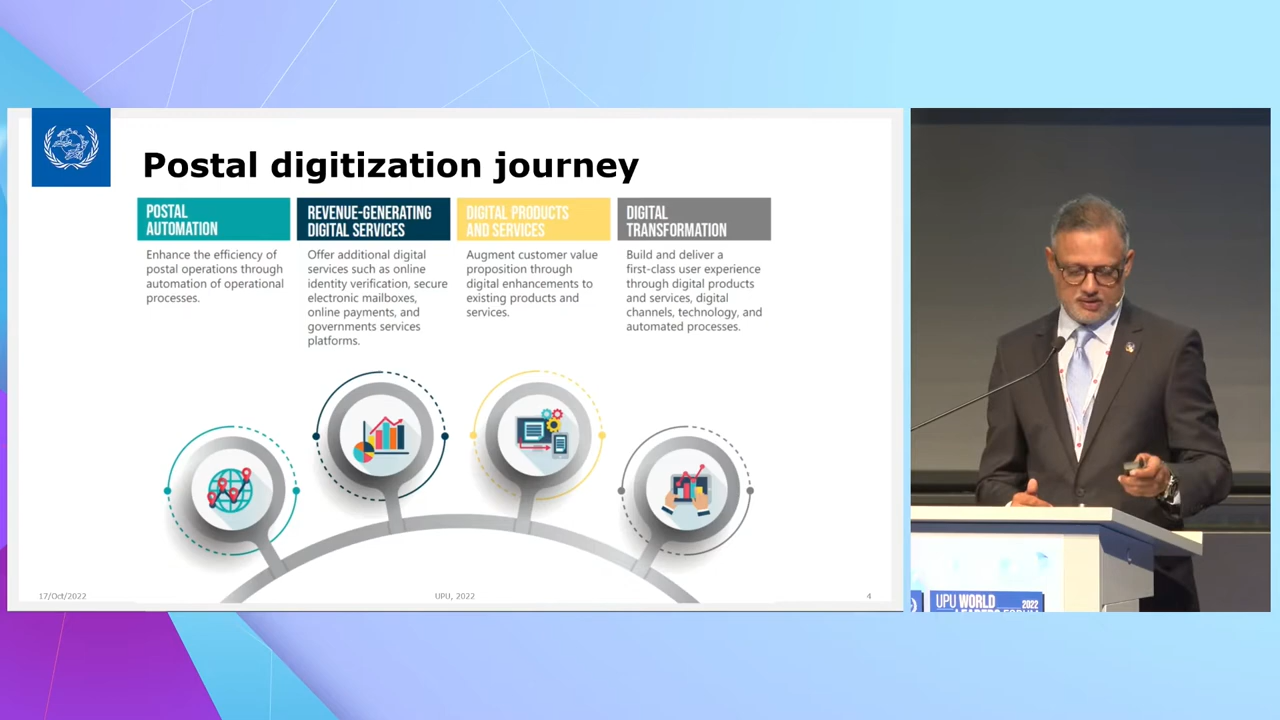 Postal digitization journey
POSTAL
AUTOMATION
Enhance the efficiency of
postal operations through
automation of operational
processes.
REVENUE-GENERATING
DIGITAL SERVICES
Offer additional digital
services such as online
identity verification, secure
electronic mailboxes,
online payments, and
governments services
platforms.
DIGITAL PRODUCTS
AND SERVICES
Augment customer value
proposition through
digital enhancements to
existing products and
services.
DIGITAL
TRANSFORMATION
Build and deliver a
first-class user experience
through digital products
and services, digital
channels, technology, and
automated processes.
17/Oct/2022
UPU, 2022
4
UPU WORLD 2022
LEADERS FORUM